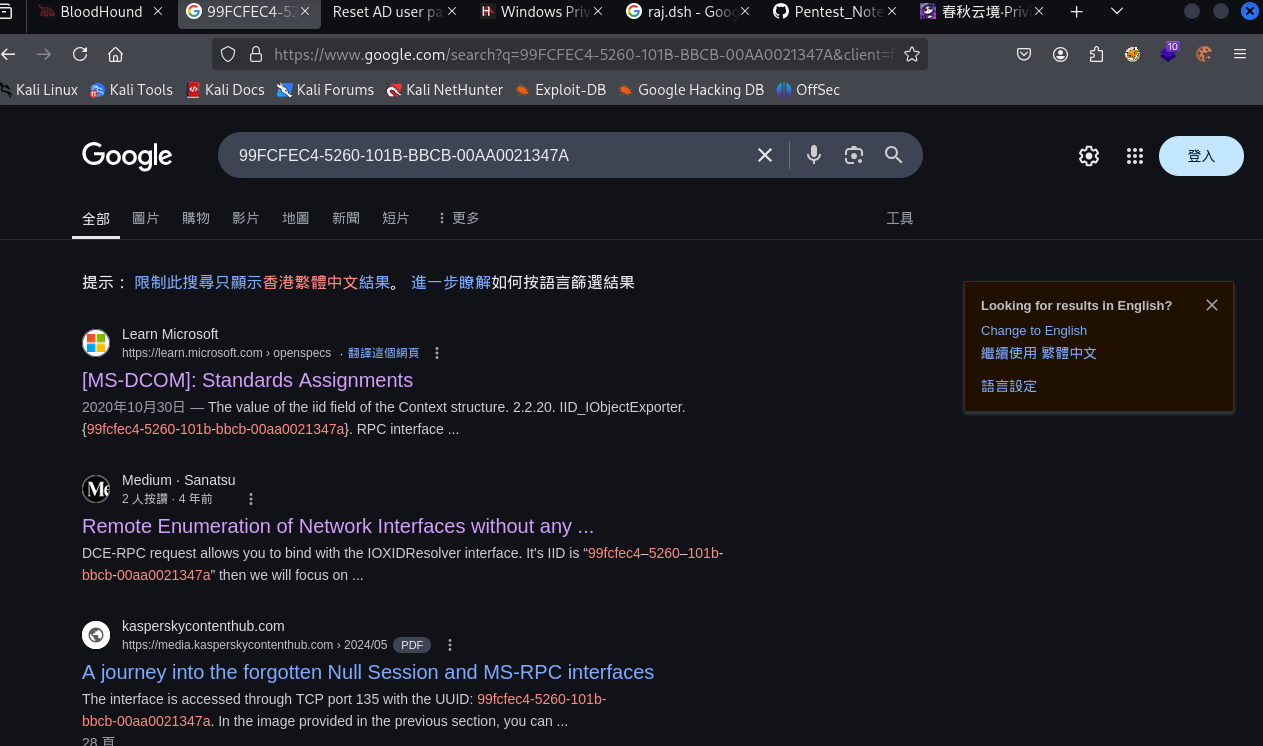 BloodHound
99FCFEC4-52
Reset AD user pa
Windows Priv
raj.dsh - Goog
Pentest_Note
春秋云境·Privi
https://www.google.com/search?q=99FCFEC4-5260-101B-BBCB-00AA0021347A&client=f
10
Kali Linux
Kali Tools
Kali Docs
Kali Forums
Kali NetHunter
Exploit-DB
Google Hacking DB
OffSec
Google
99FCFEC4-5260-101B-BBCB-00AA0021347A
登入
全部
圖片
購物
影片
地圖
新聞
短片
更多
工具
提示： 限制此搜尋只顯示香港繁體中文結果。 進一步瞭解如何按語言篩選結果
Looking for results in English?
Change to English
繼續使用 繁體中文
語言設定
Learn Microsoft
https://learn.microsoft.com › openspecs · 翻譯這個網頁
[MS-DCOM]: Standards Assignments
2020年10月30日 — The value of the iid field of the Context structure. 2.2.20. IID_IObjectExporter.
{99fcfec4-5260-101b-bbcb-00aa0021347a}. RPC interface ...
Medium · Sanatsu
2 人按讚 · 4 年前
Remote Enumeration of Network Interfaces without any ...
DCE-RPC request allows you to bind with the IOXIDResolver interface. It's IID is “99fcfec4–5260–101b-
bbcb-00aa0021347a” then we will focus on ...
kasperskycontenthub.com
https://media.kasperskycontenthub.com › 2024/05 PDF
A journey into the forgotten Null Session and MS-RPC interfaces
The interface is accessed through TCP port 135 with the UUID: 99fcfec4-5260-101b-
bbcb-00aa0021347a. In the image provided in the previous section, you can ...
28 頁